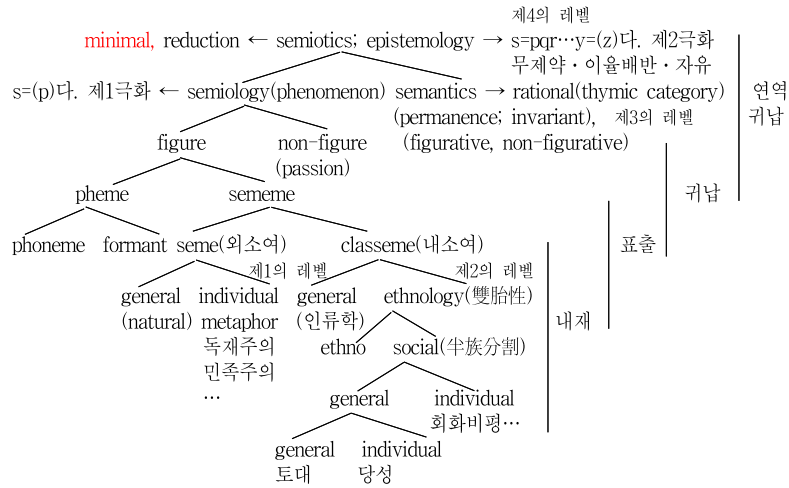 제4의 레벨
minimal, reduction ← semiotics; epistemology → s=pqr…y=(z)다. 제2극화
무제약·이율배반·자유
s=(p)다. 제1극화 ← semiology(phenomenon) semantics → rational(thymic category) 연역
(permanence; invariant), 제3의 레벨 귀납
figure non-figure (figurative, non-figurative)
(passion)
pheme sememe 귀납
phoneme formant seme(외소여) classeme(내소여) 표출
제1의 레벨 제2의 레벨
general individual general ethnology(雙胎性)
(natural) metaphor (인류학) 내재
독재주의 ethno social(半族分割)
민족주의
…
general individual
회화비평…
general individual
토대 당성